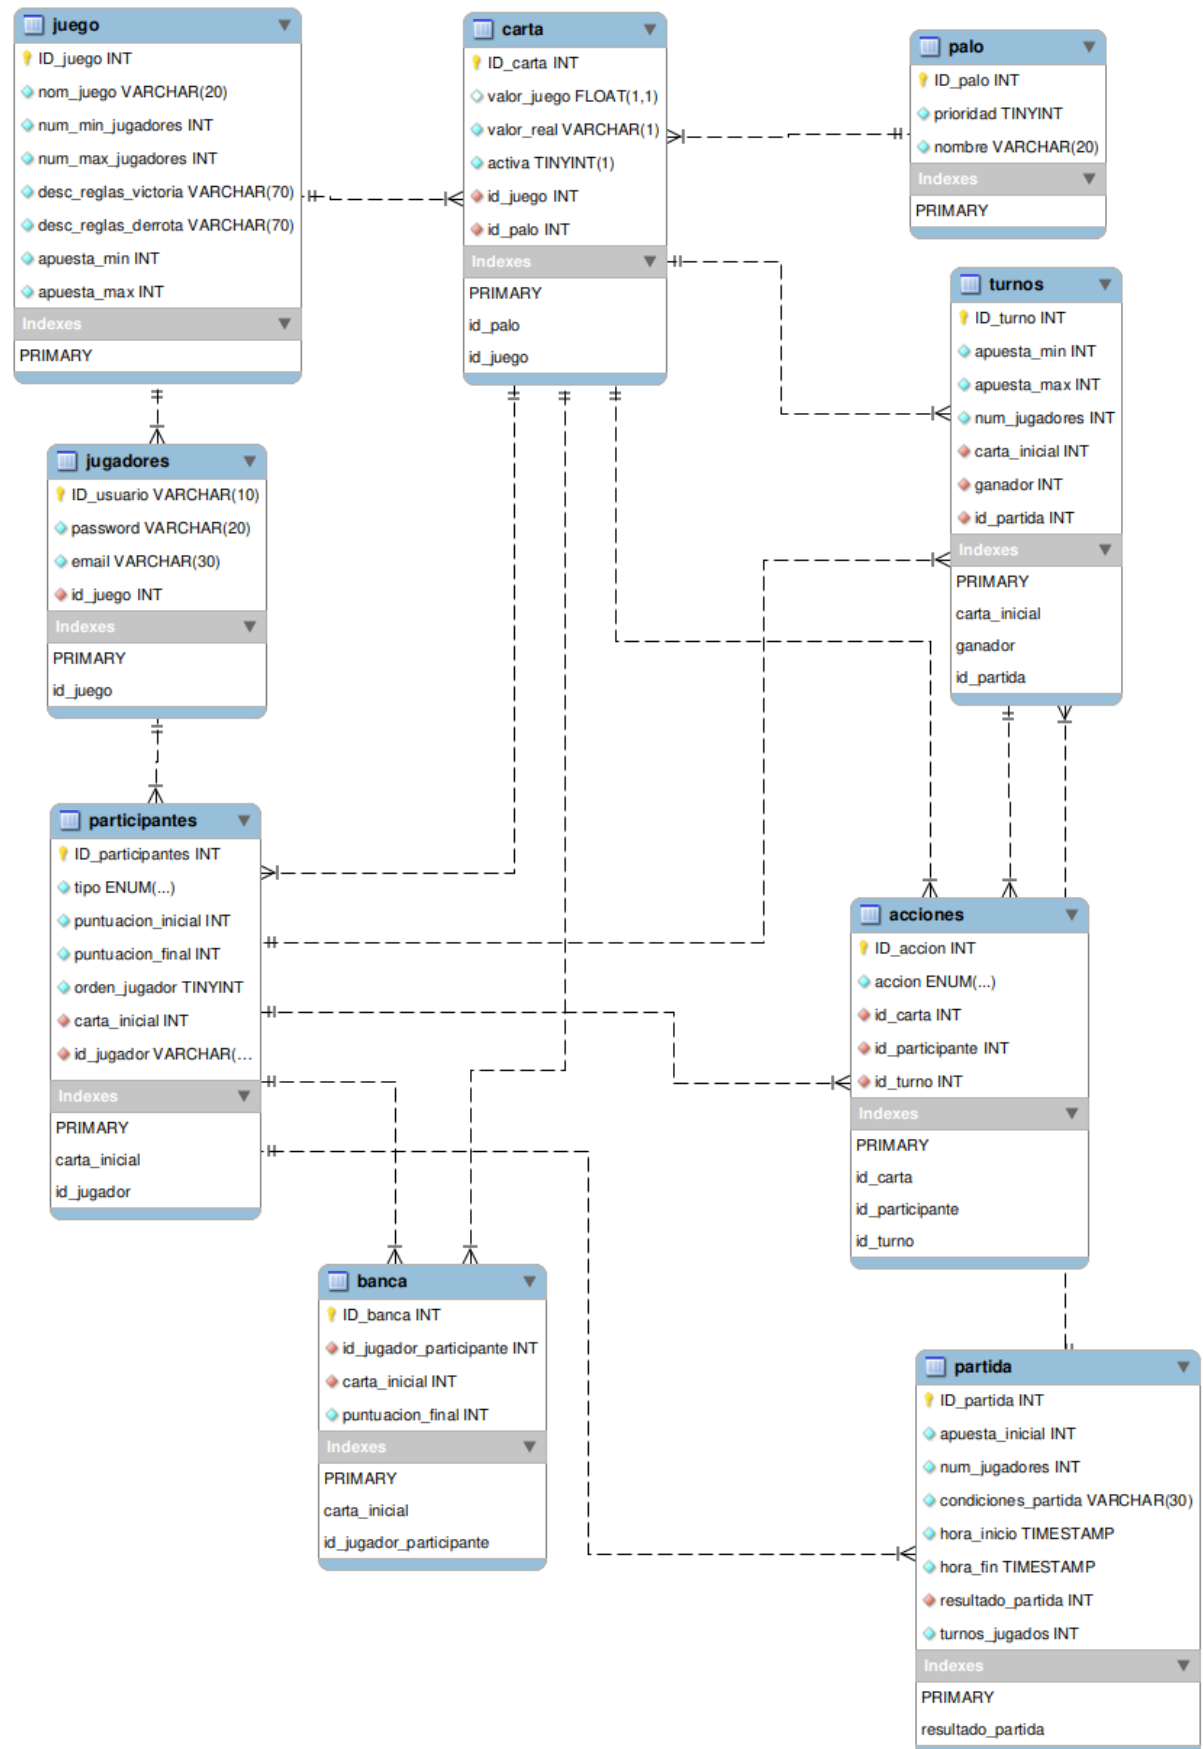 juego
ID_juego INT
nom_juego VARCHAR(20)
num_min_jugadores INT
num_max_jugadores INT
desc_reglas_victoria VARCHAR(70)
desc_reglas_derrota VARCHAR(70)
apuesta_min INT
apuesta_max INT
Indexes
PRIMARY
carta
ID_carta INT
valor_juego FLOAT(1,1)
valor_real VARCHAR(1)
activa TINYINT(1)
id_juego INT
id_palo INT
Indexes
PRIMARY
id_palo
id_juego
palo
ID_palo INT
prioridad TINYINT
nombre VARCHAR(20)
Indexes
PRIMARY
turnos
ID_turno INT
apuesta_min INT
apuesta_max INT
num_jugadores INT
carta_inicial INT
ganador INT
id_partida INT
Indexes
PRIMARY
carta_inicial
ganador
id_partida
jugadores
ID_usuario VARCHAR(10)
password VARCHAR(20)
email VARCHAR(30)
id_juego INT
Indexes
PRIMARY
id_juego
participantes
ID_participantes INT
tipo ENUM(...)
puntuacion_inicial INT
puntuacion_final INT
orden_jugador TINYINT
carta_inicial INT
id_jugador VARCHAR(...
Indexes
PRIMARY
carta_inicial
id_jugador
acciones
ID_accion INT
accion ENUM(...)
id_carta INT
id_participante INT
id_turno INT
Indexes
PRIMARY
id_carta
id_participante
id_turno
banca
ID_banca INT
id_jugador_participante INT
carta_inicial INT
puntuacion_final INT
Indexes
PRIMARY
carta_inicial
id_jugador_participante
partida
ID_partida INT
apuesta_inicial INT
num_jugadores INT
condiciones_partida VARCHAR(30)
hora_inicio TIMESTAMP
hora_fin TIMESTAMP
resultado_partida INT
turnos_jugados INT
Indexes
PRIMARY
resultado_partida